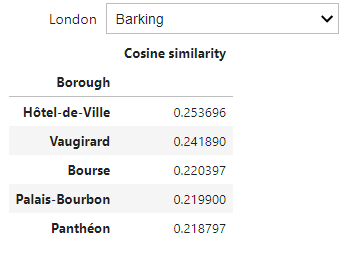 London Barking
Cosine similarity
Borough
Hôtel-de-Ville 0.253696
Vaugirard 0.241890
Bourse 0.220397
Palais-Bourbon 0.219900
Panthéon 0.218797